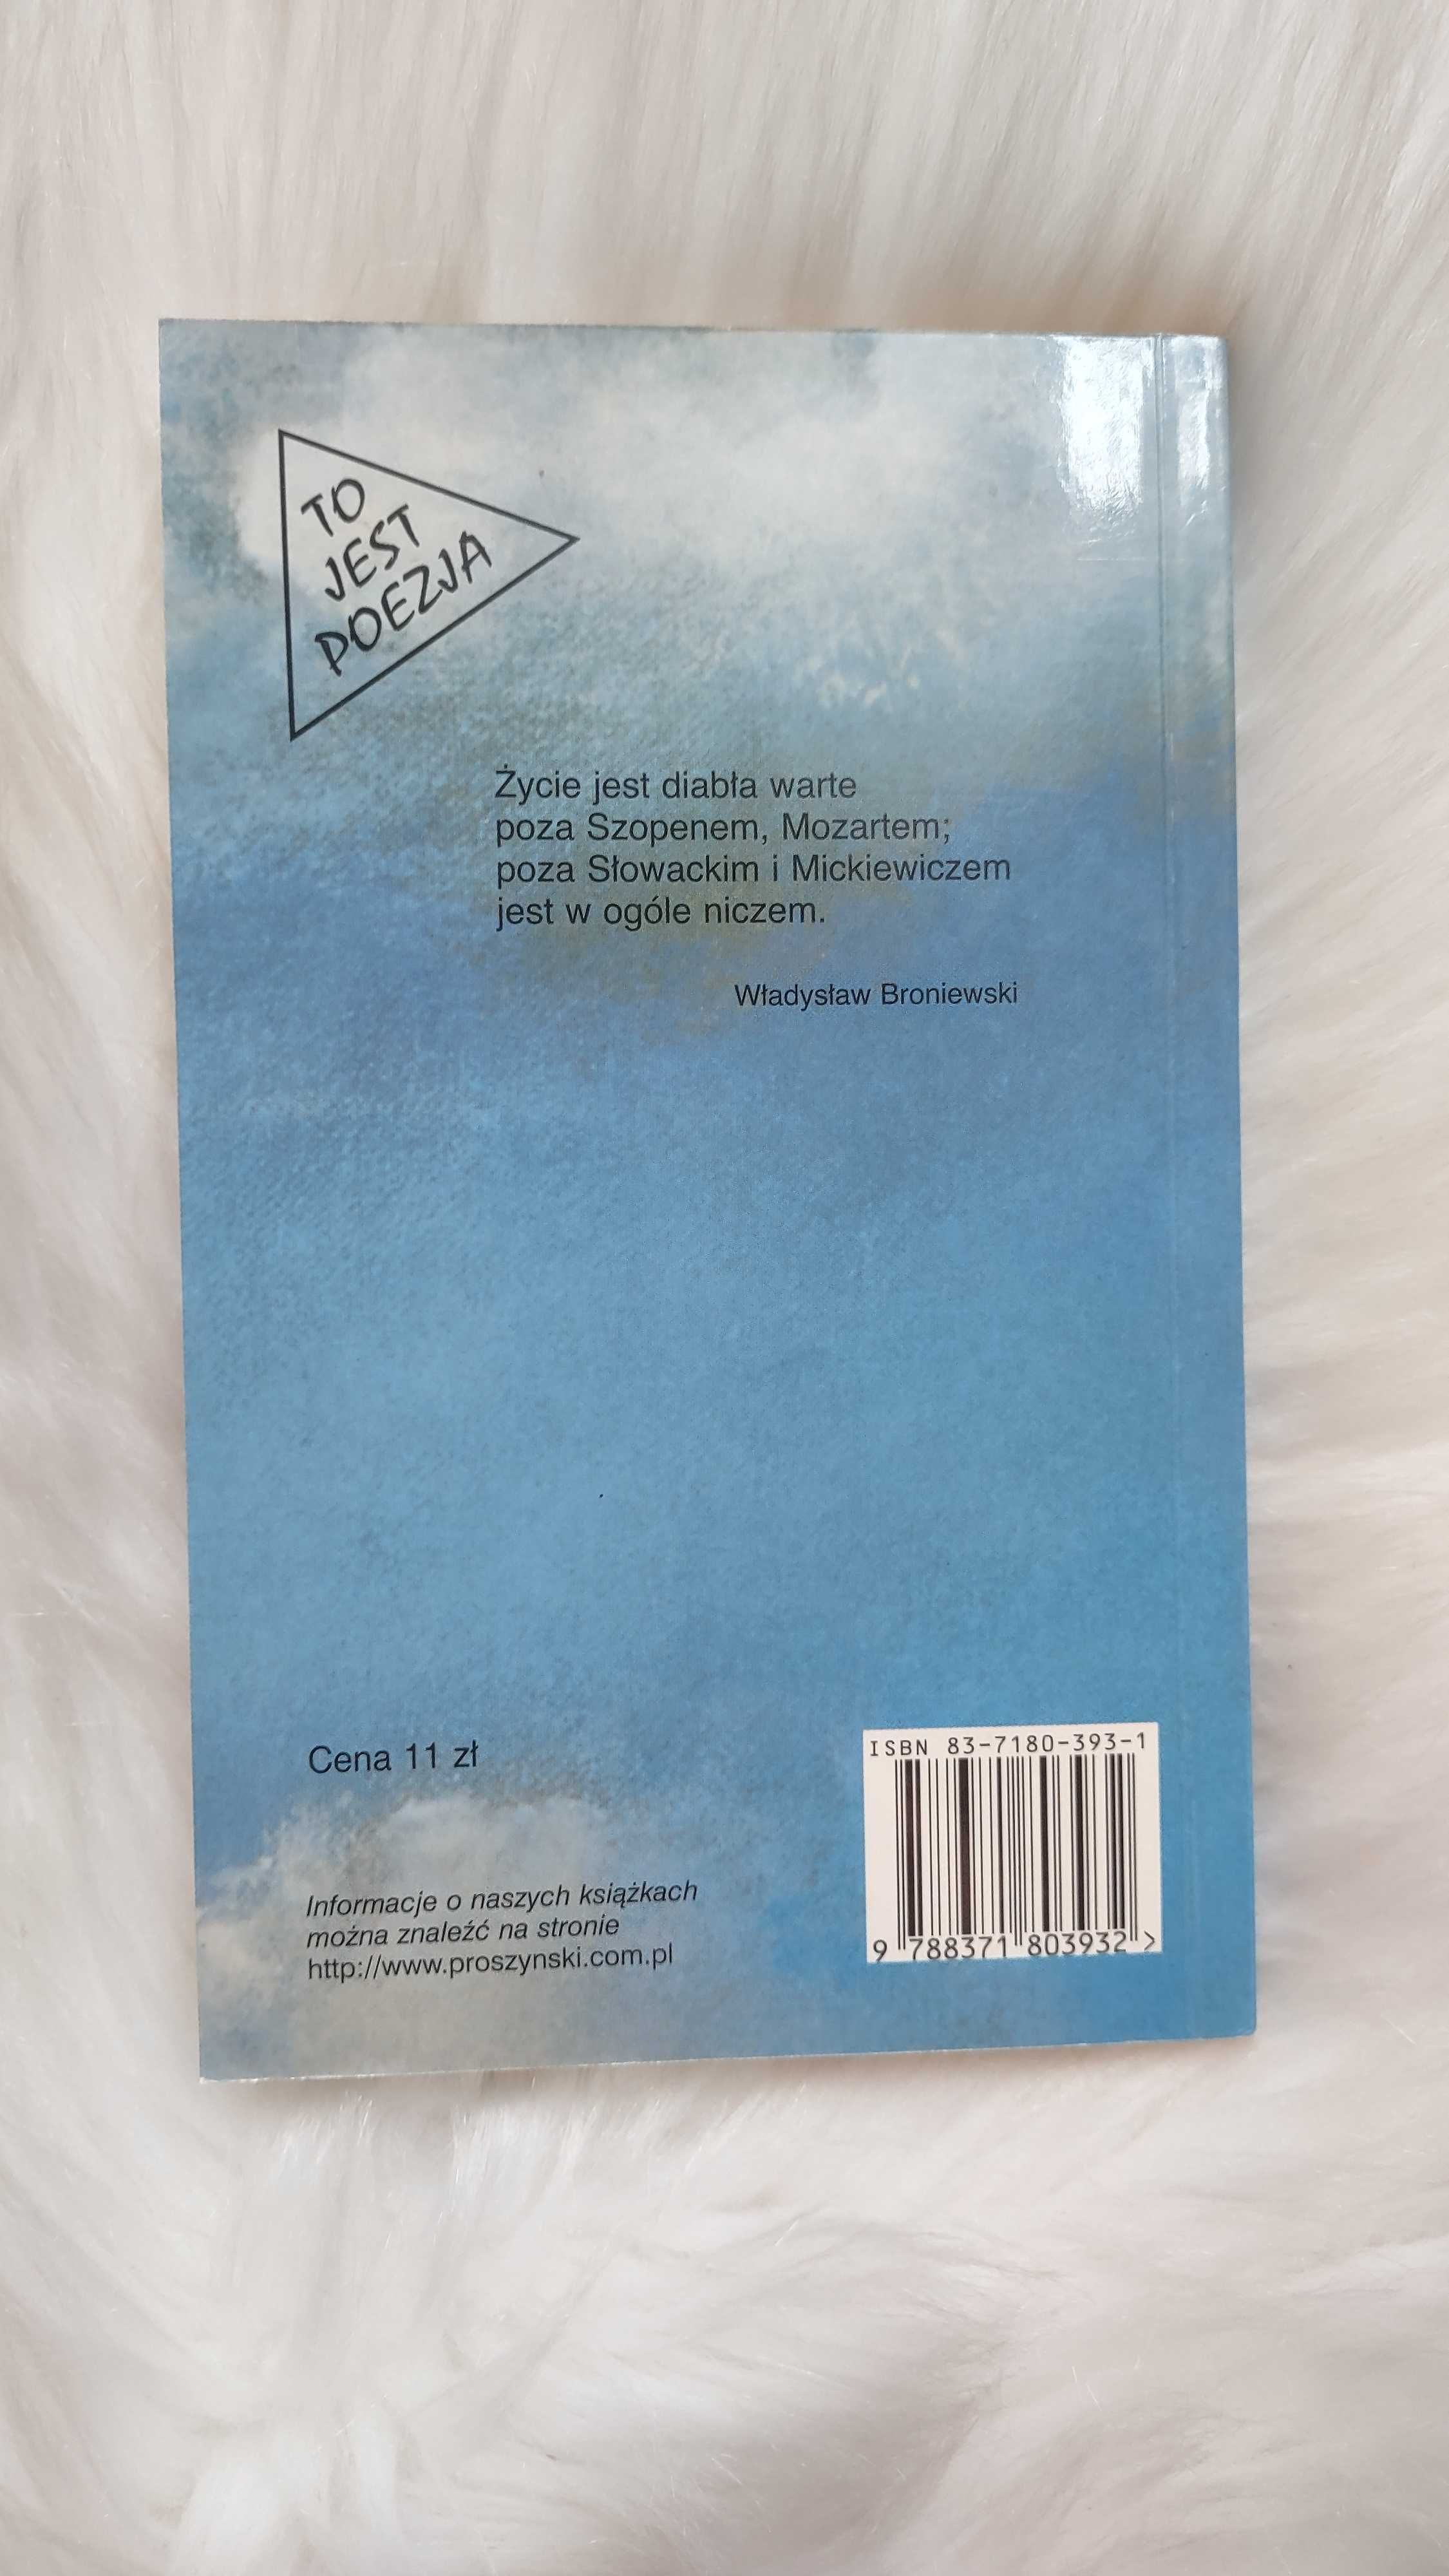 TO
JEST
POEZJA
Życie jest diabła warte
poza Szopenem, Mozartem;
poza Słowackim i Mickiewiczem
jest w ogóle niczem.
Władysław Broniewski
Cena 11 zł
Informacje o naszych książkach
można znaleźć na stronie
http://www.proszynski.com.pl
ISBN 83-7180-393-1
9 788371 803932 >